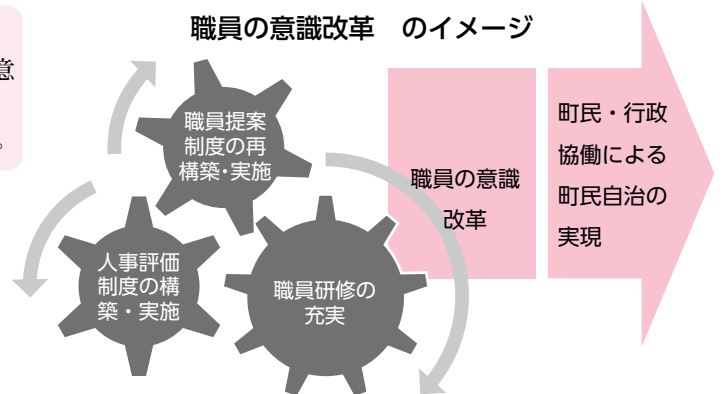 職員の意識改革　のイメージ
意
。
職員提案
制度の再
構築・実施
人事評価
制度の構
築・実施
職員研修の
充実
職員の意識
改革
町民・行政
協働による
町民自治の
実現